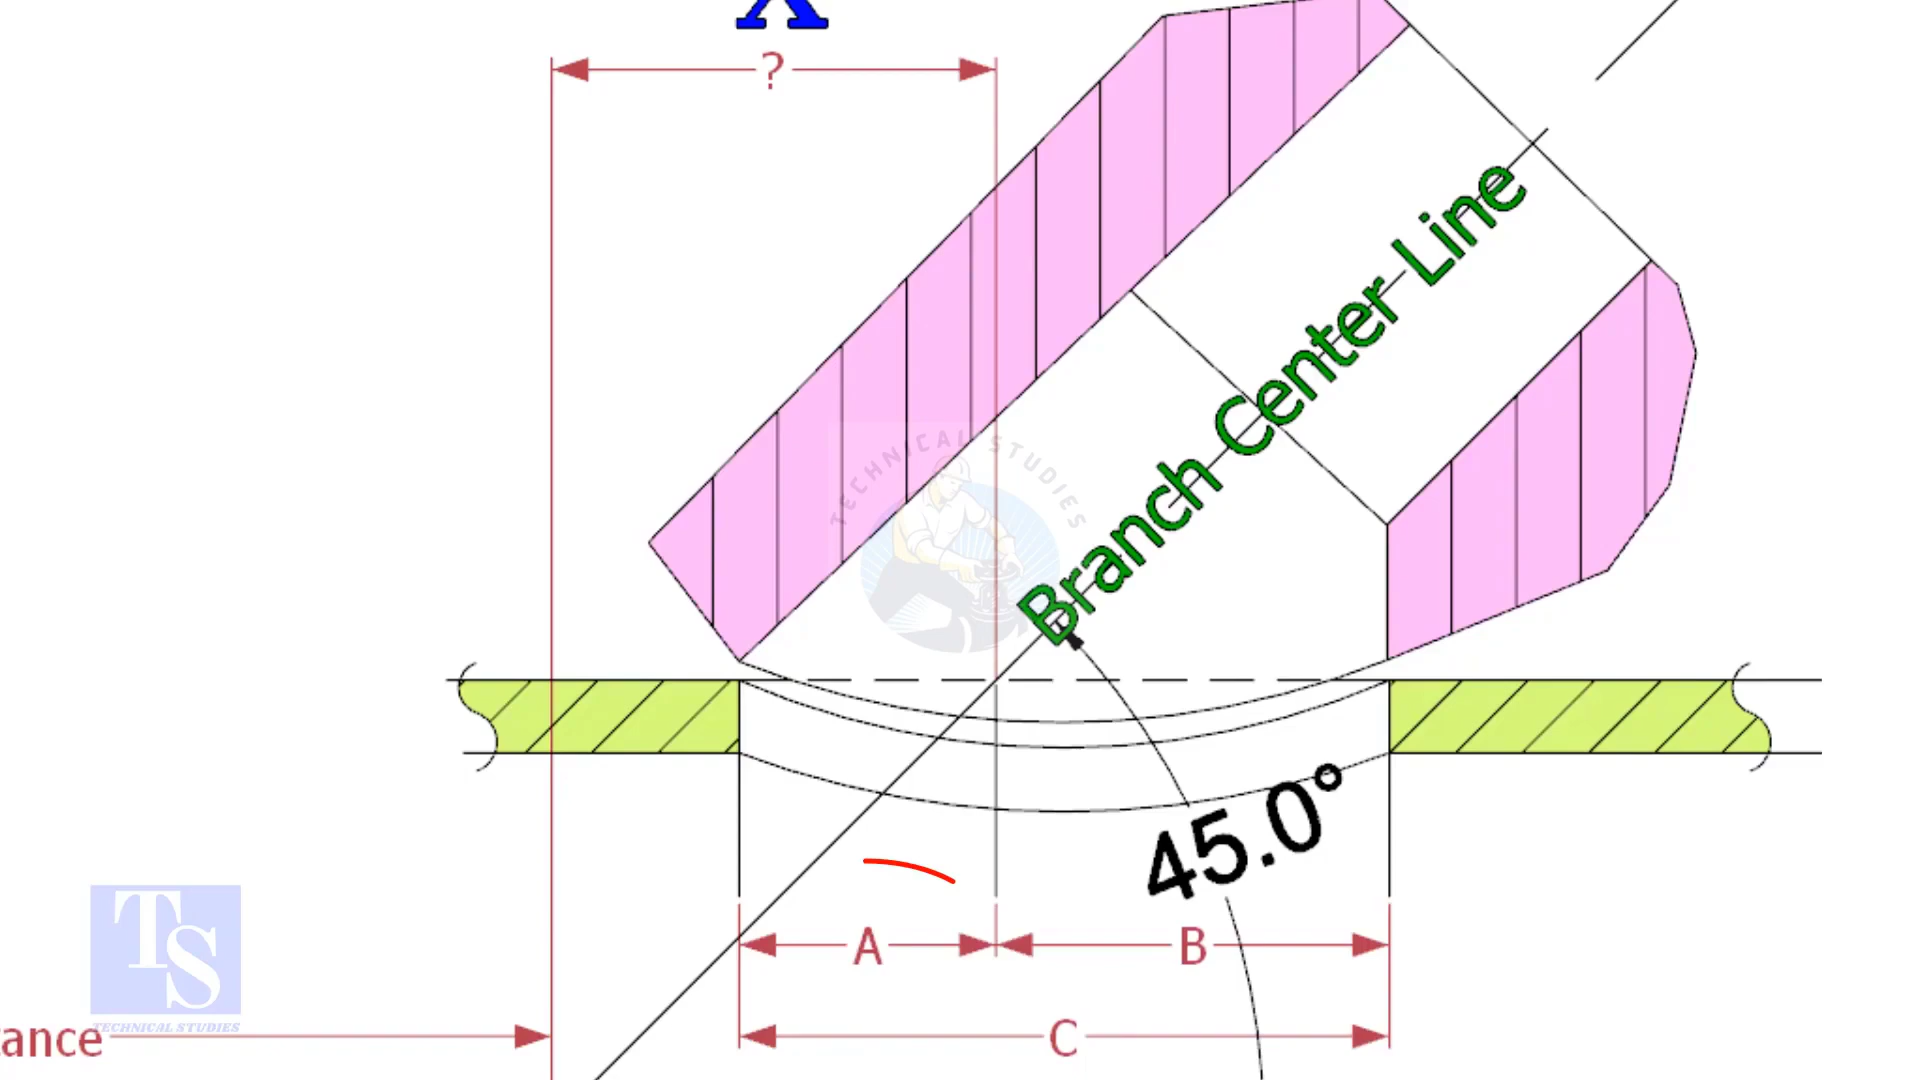 X
?
Branch Center Line
TECHNICAL STUDIES
45.0°
A
B
TS
TECHNICAL STUDIES
ance
C